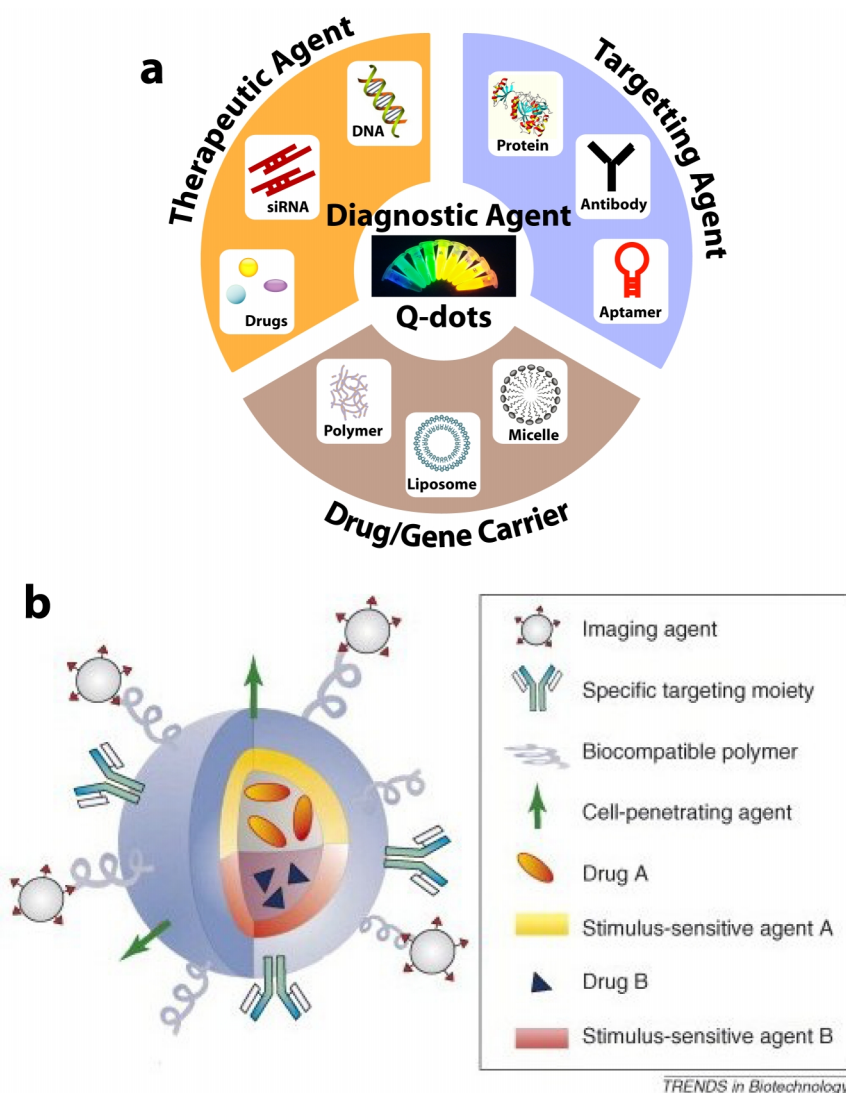 a
Therapeutic Agent
Targetting Agent
DNA
siRNA
Drugs
Protein
Antibody
Aptamer
Diagnostic Agent
Q-dots
Polymer
Liposome
Micelle
Drug/Gene Carrier
b
Imaging agent
Specific targeting moiety
Biocompatible polymer
Cell-penetrating agent
Drug A
Stimulus-sensitive agent A
Drug B
Stimulus-sensitive agent B
TRENDS in Biotechnology